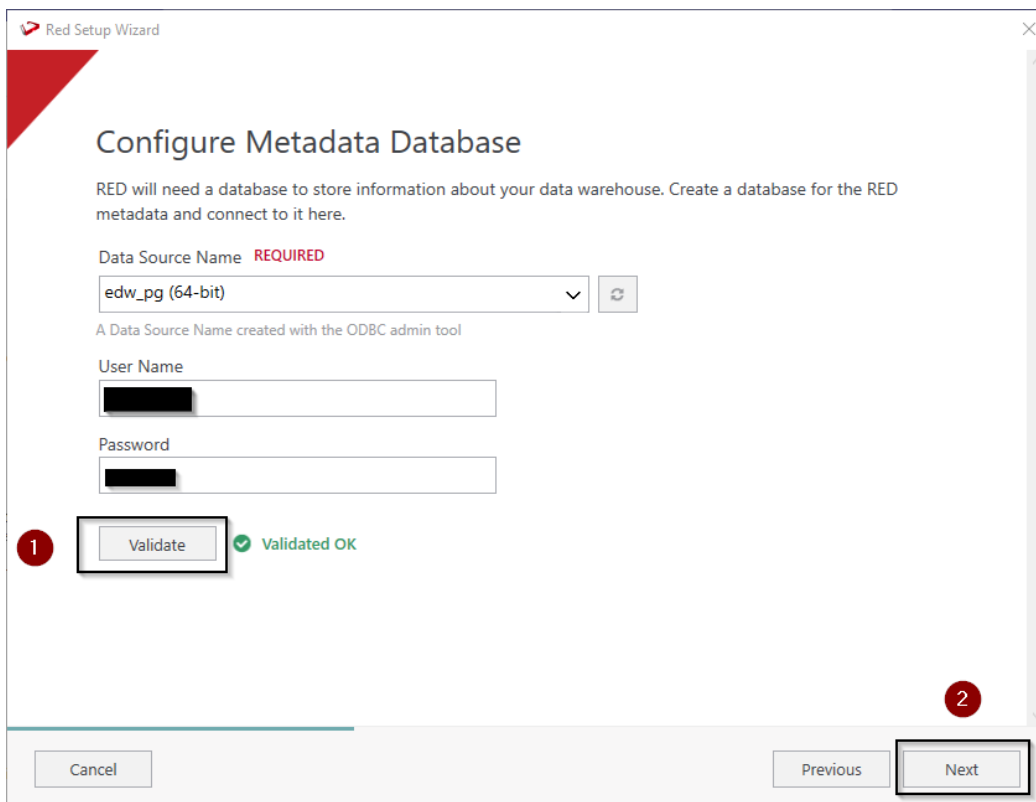 Red Setup Wizard
Configure Metadata Database
RED will need a database to store information about your data warehouse. Create a database for the RED
metadata and connect to it here.
Data Source Name REQUIRED
edw_pg (64-bit)
A Data Source Name created with the ODBC admin tool
User Name
Password
1 Validate Validated OK
2
Cancel Previous Next